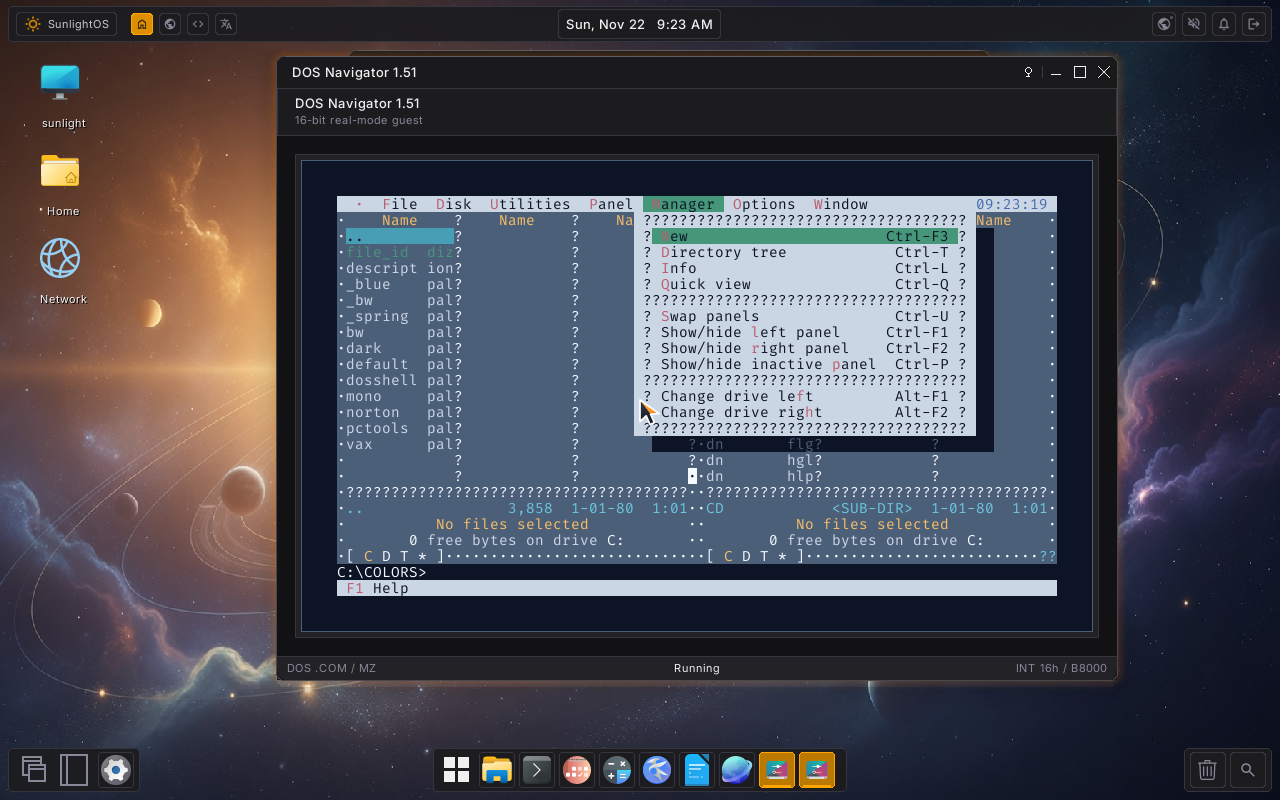 SunlightOS
Sun, Nov 22 9:23 AM
sunlight
Home
Network
DOS Navigator 1.51
DOS Navigator 1.51
16-bit real-mode guest
File Disk Utilities Panel Manager Options Window 09:23:19
Name ? Name ? Na ???????????????????????????????????? Name
.. ? ? ? New Ctrl-F3 ?
file_id diz? ? ? Directory tree Ctrl-T ?
descript ion? ? ? Info Ctrl-L ?
_blue pal? ? ? Quick view Ctrl-Q ?
_bw pal? ? ????????????????????????????????????
_spring pal? ? ? Swap panels Ctrl-U ?
bw pal? ? ? Show/hide left panel Ctrl-F1 ?
dark pal? ? ? Show/hide right panel Ctrl-F2 ?
default pal? ? ? Show/hide inactive panel Ctrl-P ?
dosshell pal? ? ????????????????????????????????????
mono pal? ? ? Change drive left Alt-F1 ?
norton pal? ? Change drive right Alt-F2 ?
pctools pal? ? ????????????????????????????????????
vax pal? ? ?·dn flg? ?
? ? ?·dn hgl? ?
? ? ·dn hlp? ?
·??????????????????????????????????????··??????????????????????????????????????·
·.. 3,858 1-01-80 1:01··CD <SUB-DIR> 1-01-80 1:01·
No files selected ·· No files selected
0 free bytes on drive C: ·· 0 free bytes on drive C:
·[ C D T * ]····························[ C D T * ]··························??
C:\COLORS>
F1 Help
DOS .COM / MZ
Running
INT 16h / B8000